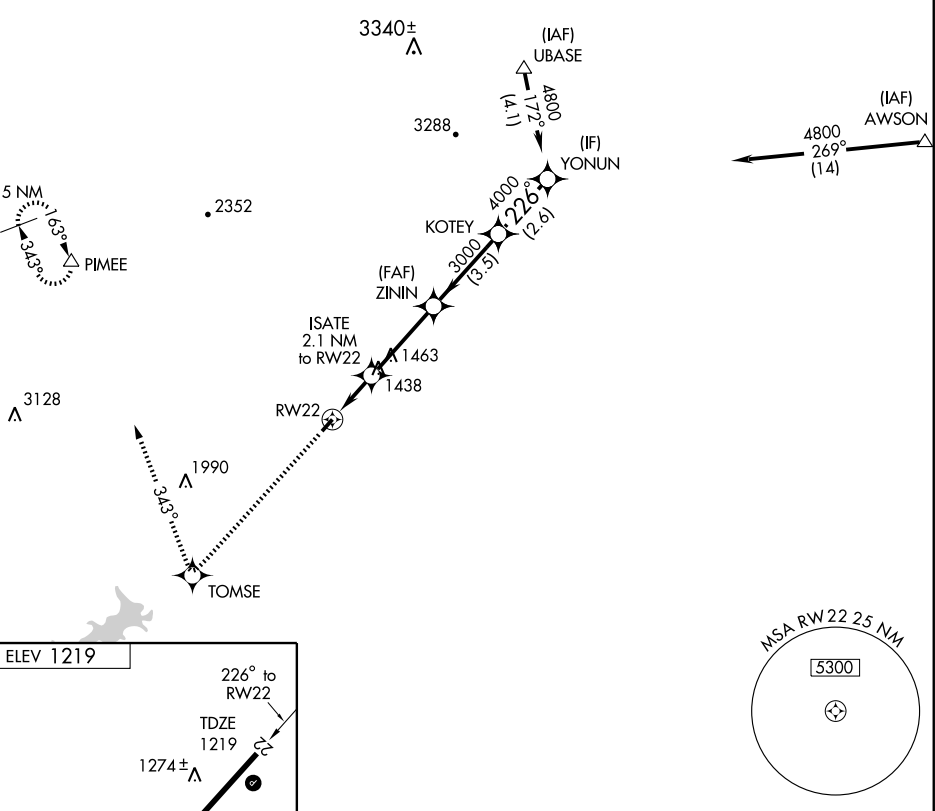 3340±
(IAF)
UBASE
4800
172°
(4.1)
(IAF)
AWSON
4800
269°
(14)
3288
(IF)
YONUN
4000
226°
(2.6)
5 NM
163°
343°
PIMEE
2352
KOTEY
3000
(3.5)
(FAF)
ZININ
ISATE
2.1 NM
to RW22
1463
1438
RW22
3128
1990
343°
TOMSE
MSA RW22 25 NM
5300
ELEV 1219
226° to
RW22
TDZE
1219
22
1274±
P